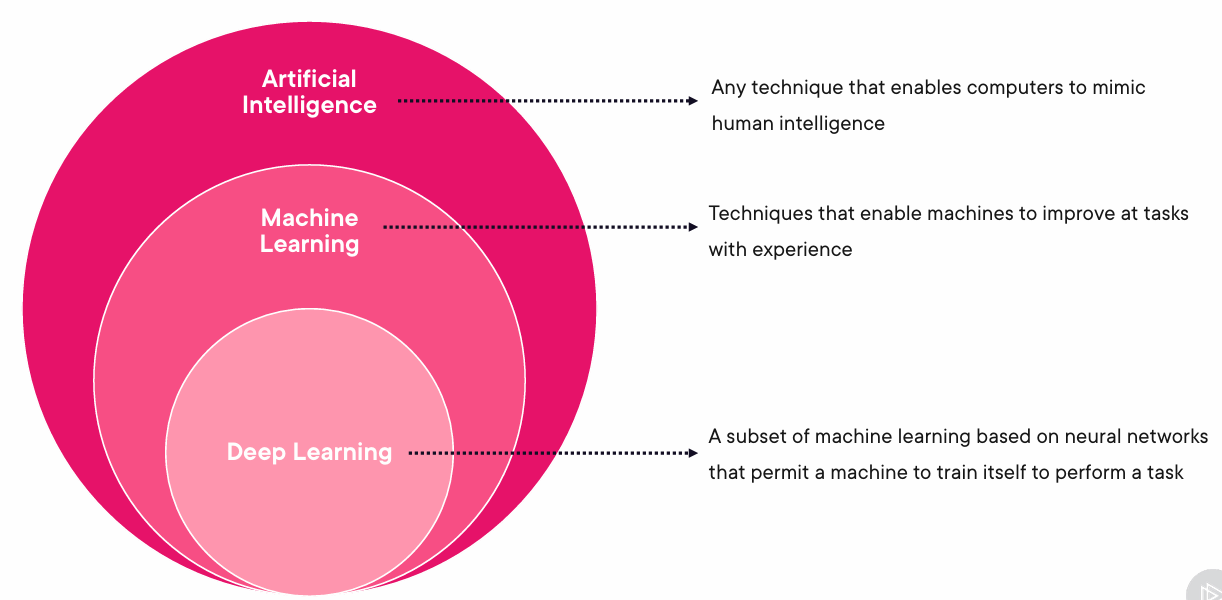 Artificial
Intelligence
Any technique that enables computers to mimic
human intelligence
Machine
Learning
Techniques that enable machines to improve at tasks
with experience
Deep Learning
A subset of machine learning based on neural networks
that permit a machine to train itself to perform a task